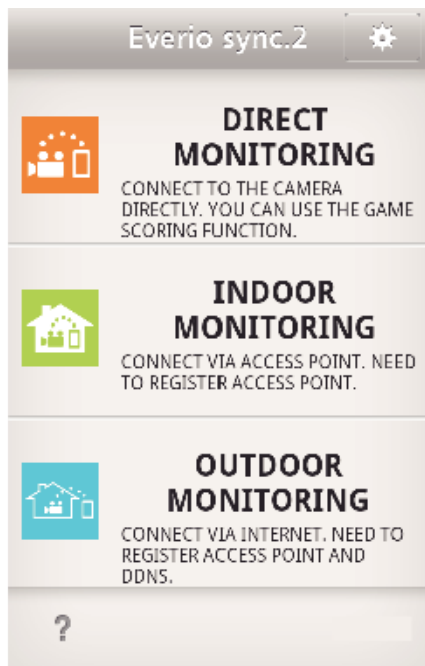 Everio sync.2
DIRECT
MONITORING
CONNECT TO THE CAMERA
DIRECTLY. YOU CAN USE THE GAME
SCORING FUNCTION.
INDOOR
MONITORING
CONNECT VIA ACCESS POINT. NEED
TO REGISTER ACCESS POINT.
OUTDOOR
MONITORING
CONNECT VIA INTERNET. NEED TO
REGISTER ACCESS POINT AND
DDNS.
?